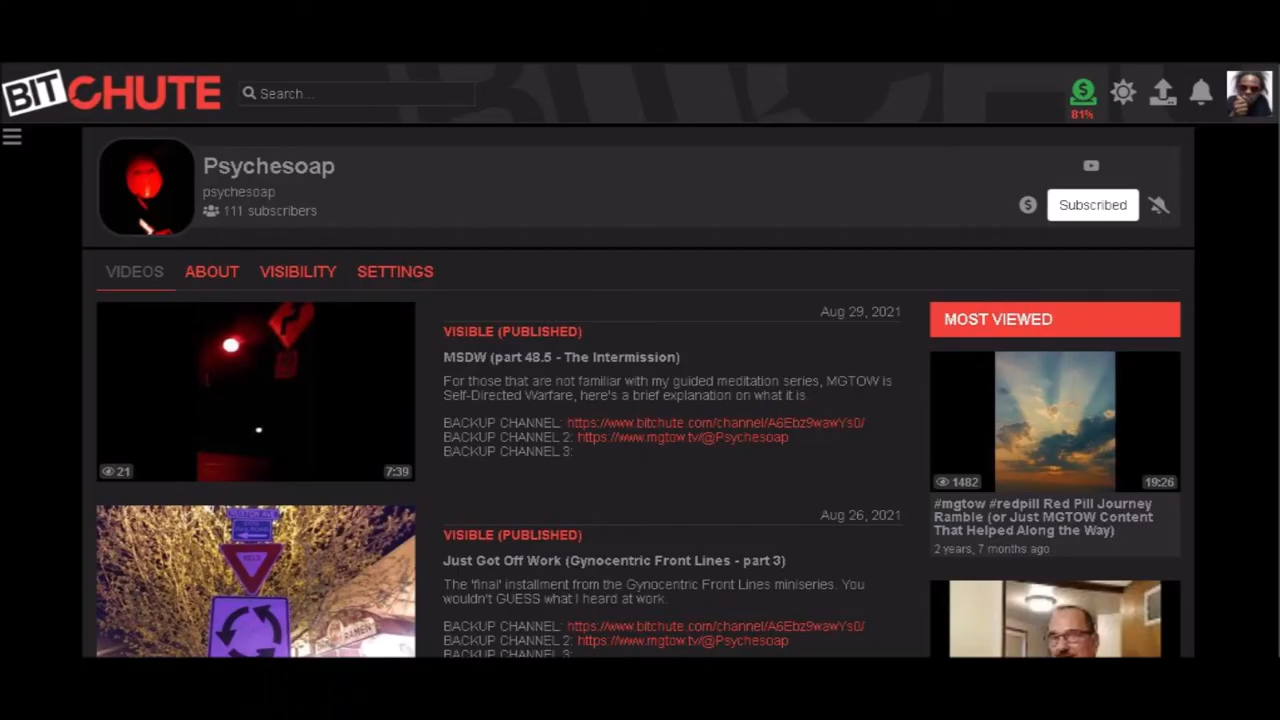 BITCHUTE
Search...
81%
Psychesoap
psychesoap
111 subscribers
Subscribed
VIDEOS ABOUT VISIBILITY SETTINGS
21
7:39
Aug 29, 2021
VISIBLE (PUBLISHED)
MSDW (part 48.5 - The Intermission)
For those that are not familiar with my guided meditation series, MGTOW is
Self-Directed Warfare, here's a brief explanation on what it is.
BACKUP CHANNEL: https://www.bitchute.com/channel/A6Ebz9wawYs0/
BACKUP CHANNEL 2: https://www.mgtow.tv/@Psychesoap
BACKUP CHANNEL 3:
Aug 26, 2021
VISIBLE (PUBLISHED)
Just Got Off Work (Gynocentric Front Lines - part 3)
The 'final' installment from the Gynocentric Front Lines miniseries. You
wouldn't GUESS what I heard at work.
BACKUP CHANNEL: https://www.bitchute.com/channel/A6Ebz9wawYs0/
BACKUP CHANNEL 2: https://www.mgtow.tv/@Psychesoap
BACKUP CHANNEL 3:
RAMEN
MOST VIEWED
1482
19:26
#mgtow #redpill Red Pill Journey
Ramble (or Just MGTOW Content
That Helped Along the Way)
2 years, 7 months ago